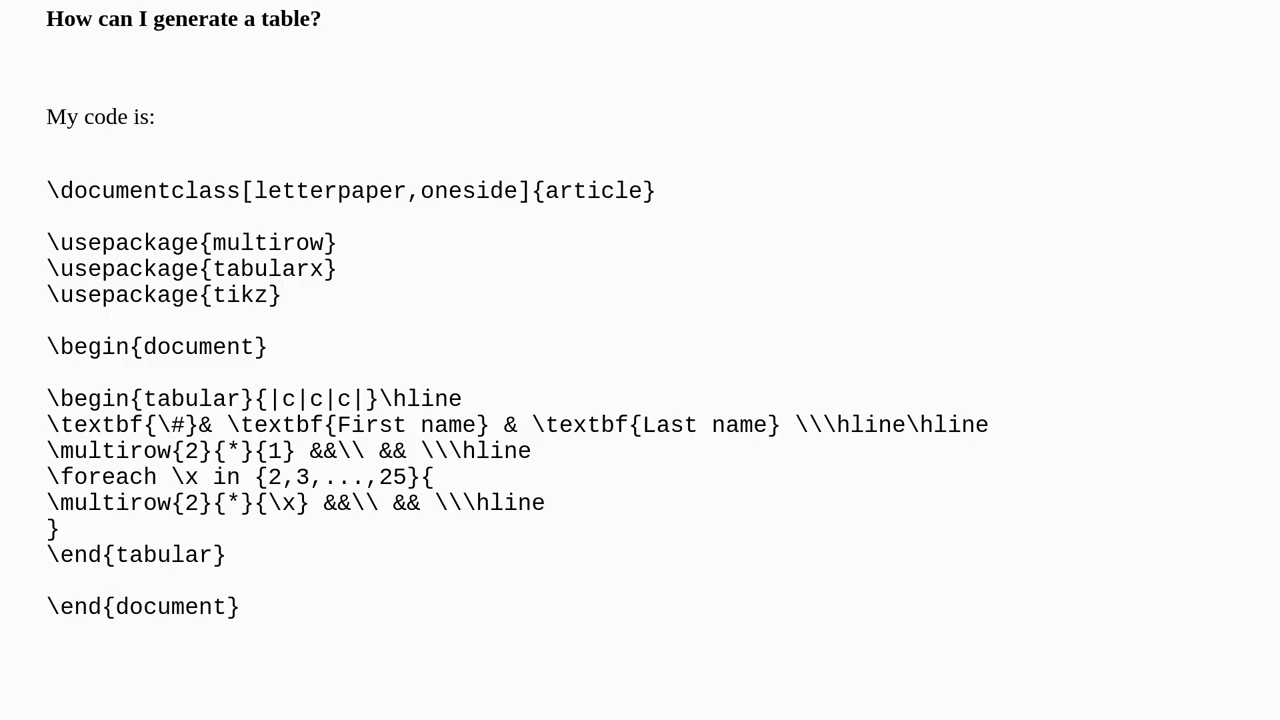 How can I generate a table?
My code is:
\documentclass[letterpaper,oneside]{article}
\usepackage{multirow}
\usepackage{tabularx}
\usepackage{tikz}
\begin{document}
\begin{tabular}{|c|c|c|}\hline
\textbf{\#}& \textbf{First name} & \textbf{Last name} \\\hline\hline
\multirow{2}{*}{1} &&\\ && \\\hline
\foreach \x in {2,3,...,25}{
\multirow{2}{*}{\x} &&\\ && \\\hline
}
\end{tabular}
\end{document}